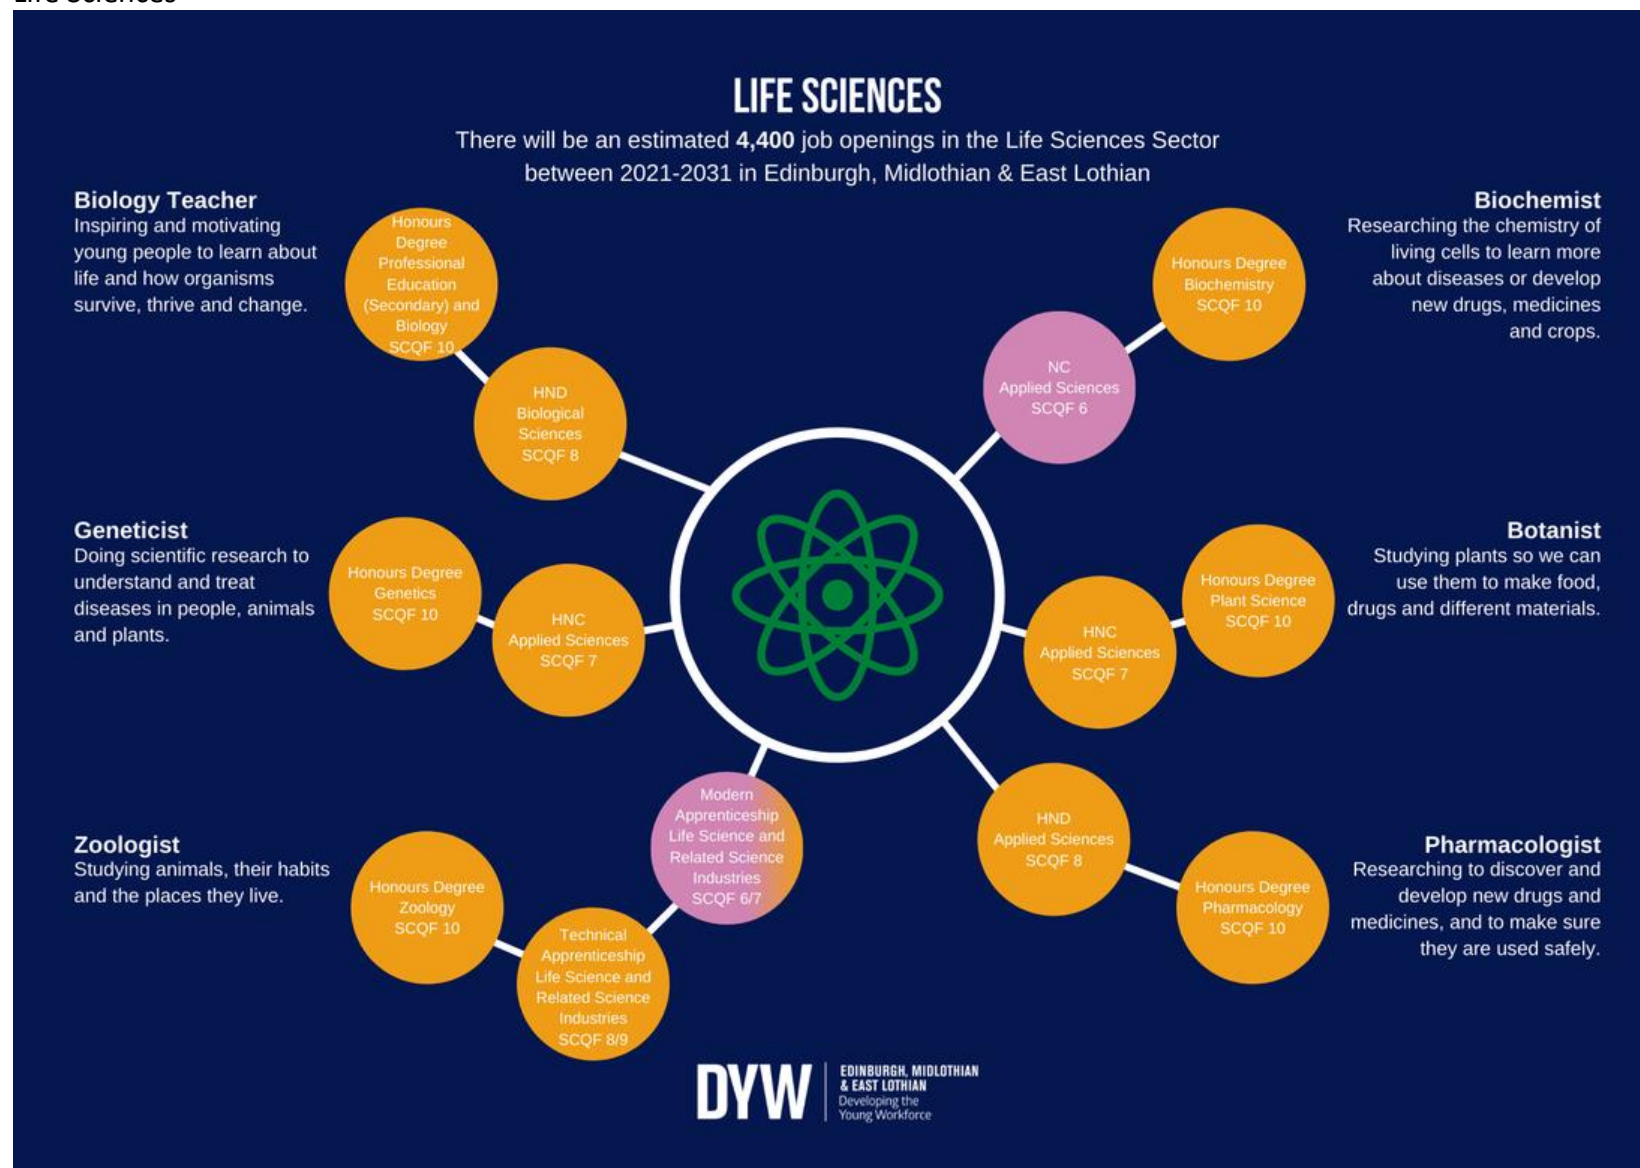 Life Sciences
LIFE SCIENCES
There will be an estimated 4,400 job openings in the Life Sciences Sector
between 2021-2031 in Edinburgh, Midlothian & East Lothian
Biology Teacher
Inspiring and motivating
young people to learn about
life and how organisms
survive, thrive and change.
Honours
Degree
Professional
Education
(Secondary) and
Biology
SCQF 10
HND
Biological
Sciences
SCQF 8
Biochemist
Researching the chemistry of
living cells to learn more
about diseases or develop
new drugs, medicines
and crops.
Honours Degree
Biochemistry
SCQF 10
NC
Applied Sciences
SCQF 6
Geneticist
Doing scientific research to
understand and treat
diseases in people, animals
and plants.
Honours Degree
Genetics
SCQF 10
HNC
Applied Sciences
SCQF 7
Botanist
Studying plants so we can
use them to make food,
drugs and different materials.
Honours Degree
Plant Science
SCQF 10
HNC
Applied Sciences
SCQF 7
Zoologist
Studying animals, their habits
and the places they live.
Honours Degree
Zoology
SCQF 10
Modern
Apprenticeship
Life Science and
Related Science
Industries
SCQF 6/7
Technical
Apprenticeship
Life Science and
Related Science
Industries
SCQF 8/9
HND
Applied Sciences
SCQF 8
Honours Degree
Pharmacology
SCQF 10
Pharmacologist
Researching to discover and
develop new drugs and
medicines, and to make sure
they are used safely.
DYW
EDINBURGH, MIDLOTHIAN
& EAST LOTHIAN
Developing the
Young Workforce